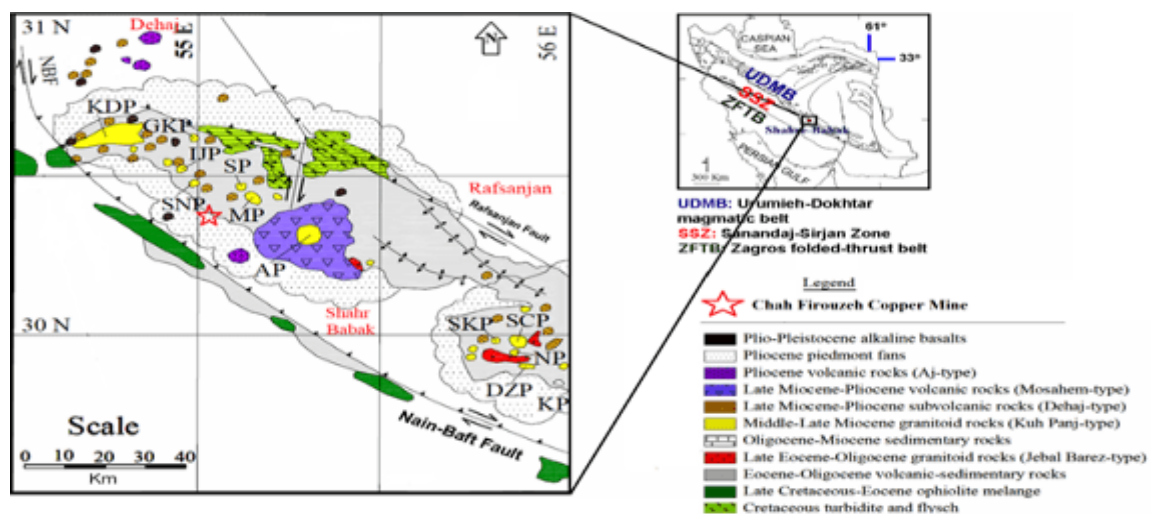 31 N
Dehaj
55 E
N
56 E
NBF
KDP
GKP
IJP
SP
SNP
MP
AP
Rafsanjan
Rafsanjan Fault
Shahr
Babak
30 N
SKP
SCP
NP
DZP
KP
Nain-Baft Fault
Scale
0 10 20 30 40
Km
CASPIAN
SEA
61°
33°
UDMB
SSZ
ZFTB
PERSIAN GULF
300 Km
UDMB: Urumieh-Dokhtar
magmatic belt
SSZ: Sanandaj-Sirjan Zone
ZFTB: Zagros folded-thrust belt
Legend
Chah Firouzeh Copper Mine
Plio-Pleistocene alkaline basalts
Pliocene piedmont fans
Pliocene volcanic rocks (Aj-type)
Late Miocene-Pliocene volcanic rocks (Mosahem-type)
Late Miocene-Pliocene subvolcanic rocks (Dehaj-type)
Middle-Late Miocene granitoid rocks (Kuh Panj-type)
Oligocene-Miocene sedimentary rocks
Late Eocene-Oligocene granitoid rocks (Jebal Barez-type)
Eocene-Oligocene volcanic-sedimentary rocks
Late Cretaceous-Eocene ophiolite melange
Cretaceous turbidite and flysch